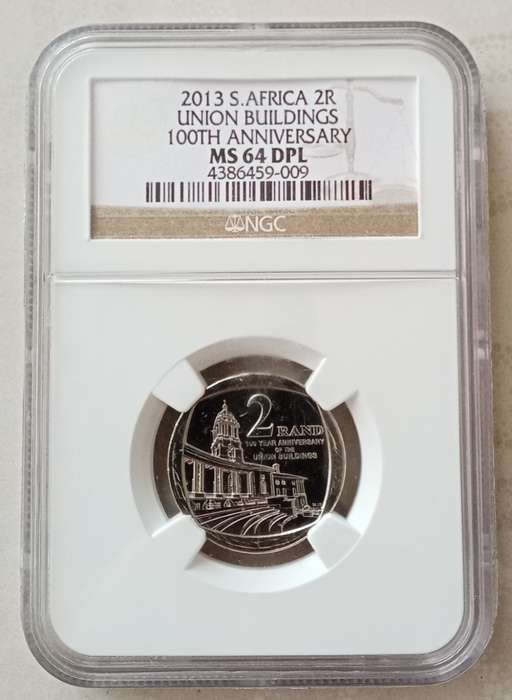 2013 S.AFRICA 2R
UNION BUILDINGS
100TH ANNIVERSARY
MS 64 DPL
4386459-009
NGC
2 RAND
100 YEAR ANNIVERSARY
OF THE
UNION BUILDINGS